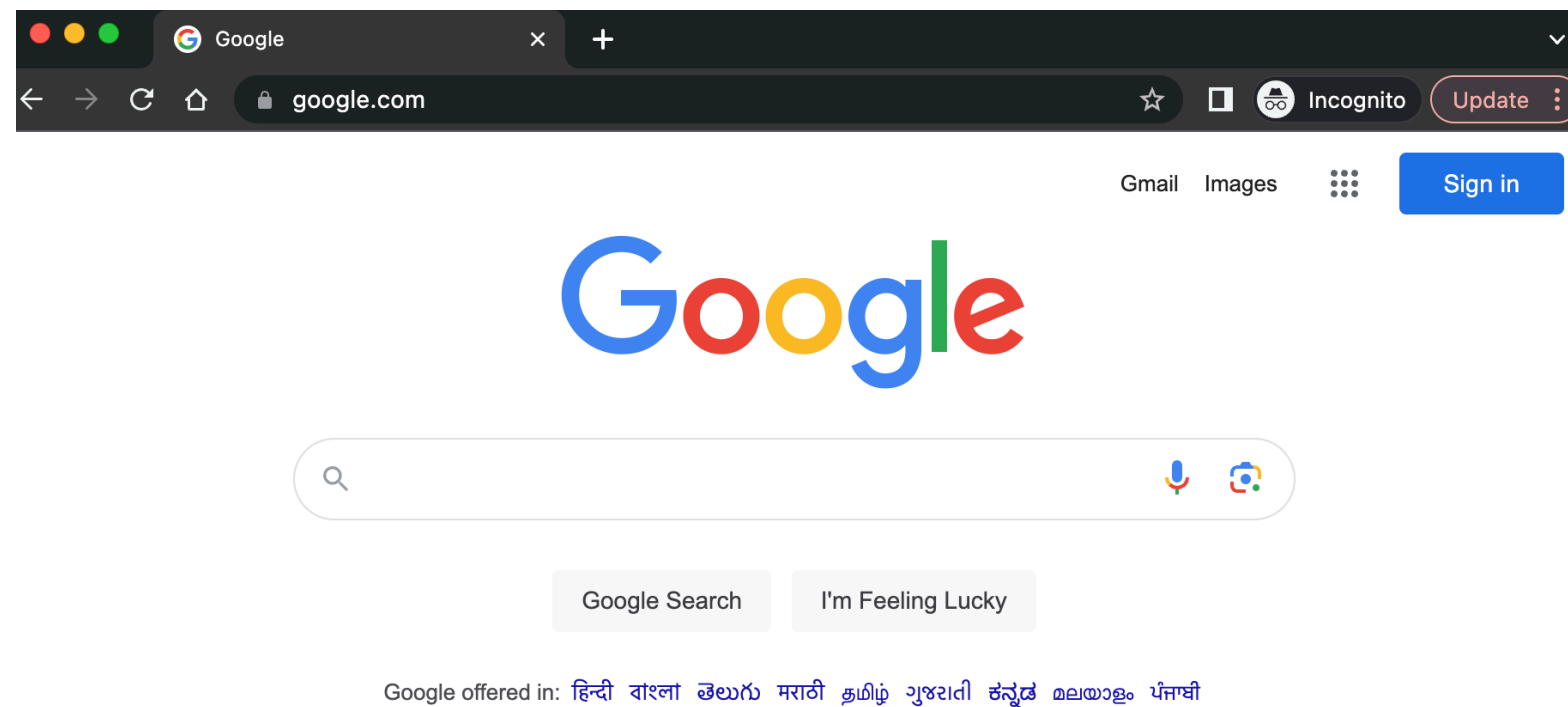 Google
google.com
Incognito
Update
Gmail Images
Sign in
Google
Google Search
I'm Feeling Lucky
Google offered in: हिन्दी বাংলা తెలుగు मराठी தமிழ் ગુજરાતી ಕನ್ನಡ മലയാളം ਪੰਜਾਬੀ